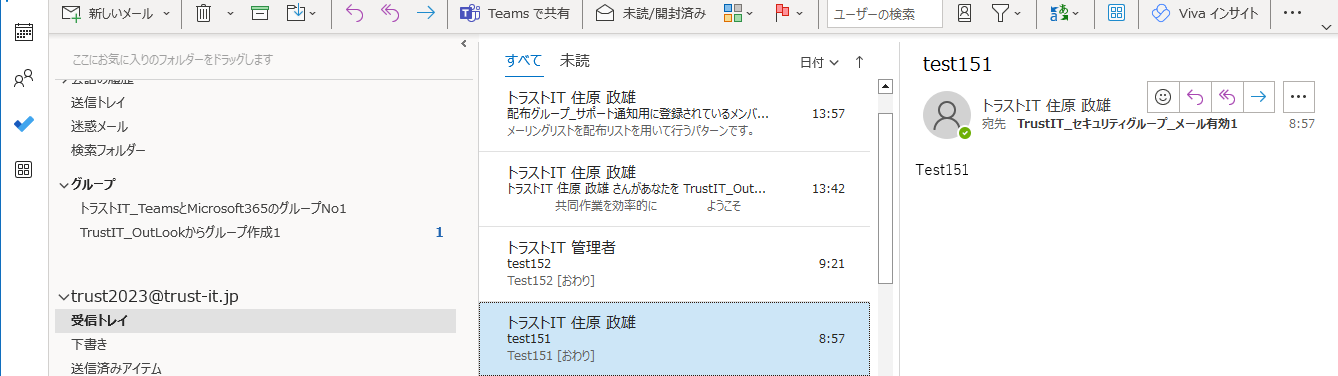 新しいメール
Teams で共有
未読/開封済み
ユーザーの検索
Viva インサイト
ここにお気に入りのフォルダーをドラッグします
会話の履歴
送信トレイ
迷惑メール
検索フォルダー
グループ
トラストIT_TeamsとMicrosoft365のグループNo1
TrustIT_OutLookからグループ作成1 1
trust2023@trust-it.jp
受信トレイ
下書き
送信済みアイテム
すべて 未読 日付
トラストIT 住原 政雄
配布グループ_サポート通知用に登録されているメンバ... 13:57
メーリングリストを配布リストを用いて行うパターンです。
トラストIT 住原 政雄
トラストIT 住原 政雄 さんがあなたを TrustIT_Out... 13:42
共同作業を効率的に ようこそ
トラストIT 管理者
test152 9:21
Test152 [おわり]
トラストIT 住原 政雄
test151 8:57
Test151 [おわり]
test151
トラストIT 住原 政雄
宛先 TrustIT_セキュリティグループ_メール有効1 8:57
Test151